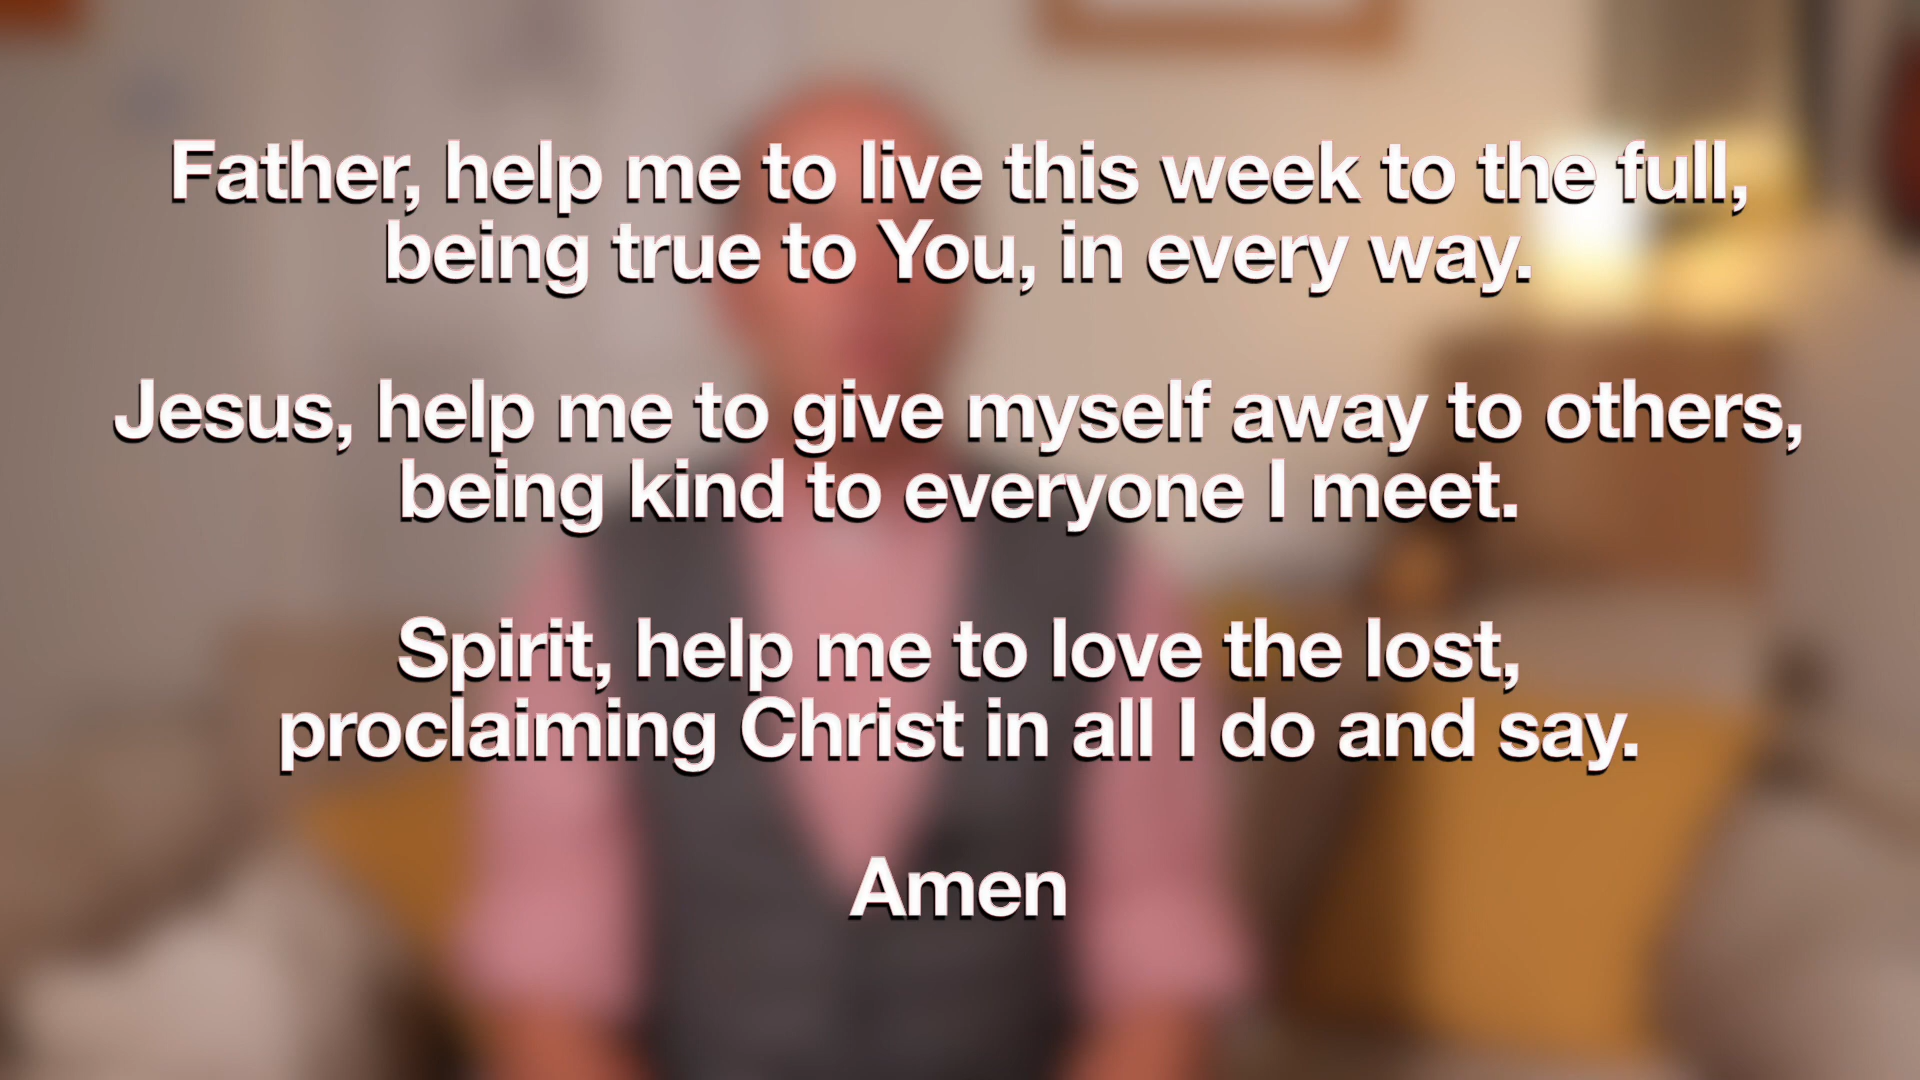 Father, help me to live this week to the full,
being true to You, in every way.
Jesus, help me to give myself away to others,
being kind to everyone I meet.
Spirit, help me to love the lost,
proclaiming Christ in all I do and say.
Amen